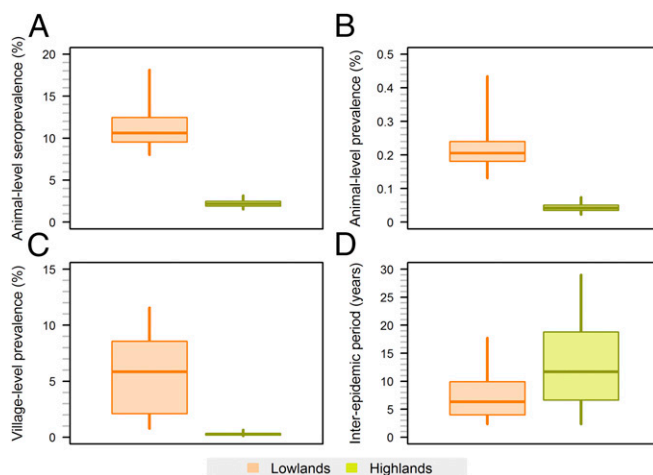 A
Animal-level seroprevalence (%)
20
15
10
5
0
B
Animal-level prevalence (%)
0.5
0.4
0.3
0.2
0.1
0
C
Village-level prevalence (%)
15
10
5
0
D
Inter-epidemic period (years)
30
25
20
15
10
5
0
Lowlands Highlands